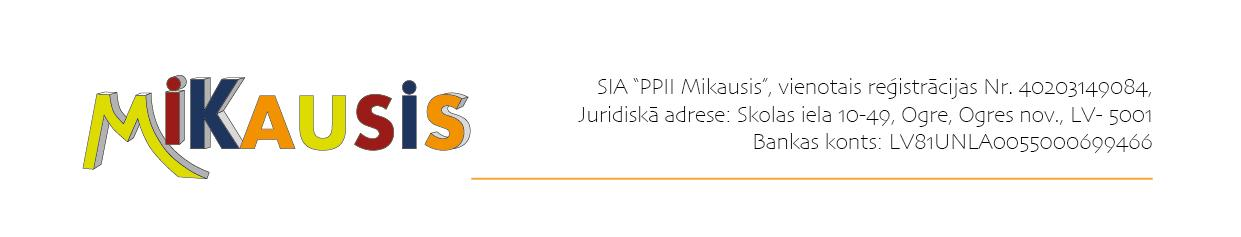 MiKAUSiS
SIA “PPII Mikausis”, vienotais reģistrācijas Nr. 40203149084,
Juridiskā adrese: Skolas iela 10-49, Ogre, Ogres nov., LV- 5001
Bankas konts: LV81UNLA0055000699466